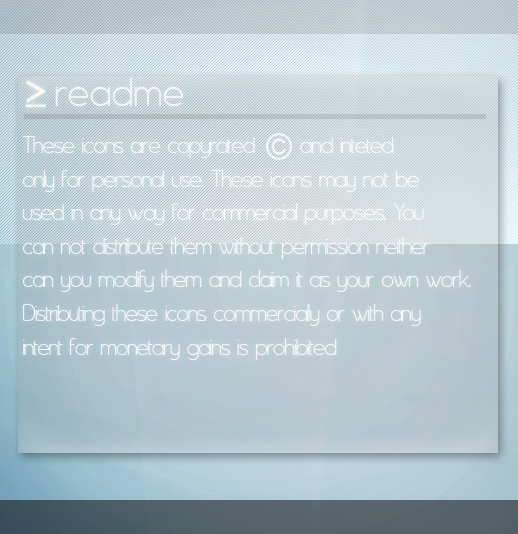 ≥ readme
These icons are copyrated © and inteted
only for personal use. These icons may not be
used in any way for commercial purposes. You
can not distribute them without permission neither
can you modify them and claim it as your own work.
Distributing these icons commercially or with any
intent for monetary gains is prohibited